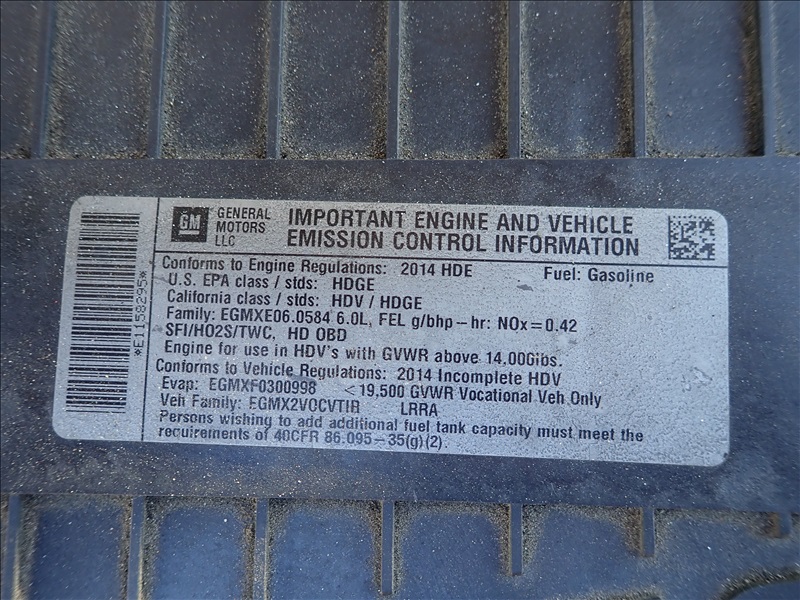 *E1158295*
GM
GENERAL MOTORS LLC
IMPORTANT ENGINE AND VEHICLE
EMISSION CONTROL INFORMATION
Conforms to Engine Regulations: 2014 HDE Fuel: Gasoline
U.S. EPA class / stds: HDGE
California class / stds: HDV / HDGE
Family: EGMXE06.0584 6.0L, FEL g/bhp-hr: NOx=0.42
SFI/HO2S/TWC, HD OBD
Engine for use in HDV's with GVWR above 14,000lbs.
Conforms to Vehicle Regulations: 2014 Incomplete HDV
Evap: EGMXF0300998 <19,500 GVWR Vocational Veh Only
Veh Family: EGMX2VOCVTIR LRRA
Persons wishing to add additional fuel tank capacity must meet the
requirements of 40CFR 86.095-35(g)(2).